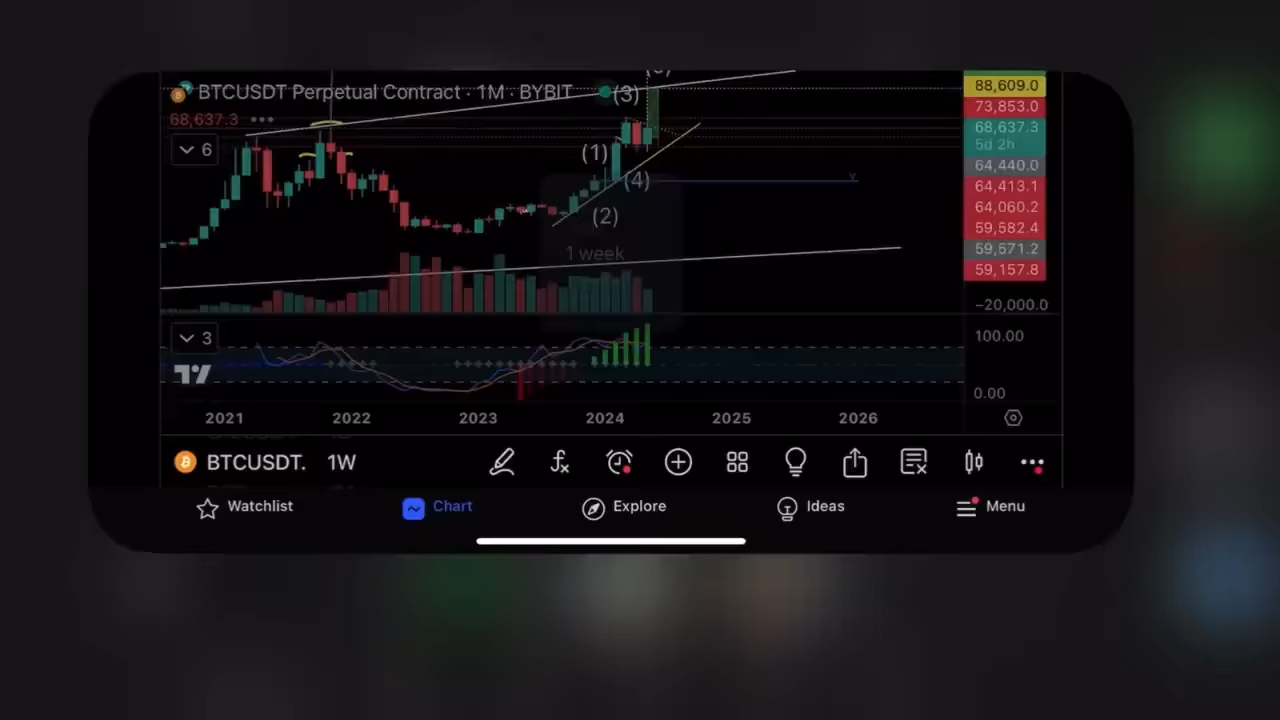 BTCUSDT Perpetual Contract · 1M · BYBIT
68,637.3
6
(3)
(1)
(4)
(2)
Y
1 week
88,609.0
73,853.0
68,637.3
5d 2h
64,440.0
64,413.1
64,060.2
59,582.4
59,571.2
59,157.8
−20,000.0
3
100.00
0.00
2021 2022 2023 2024 2025 2026
BTCUSDT. 1W
Watchlist Chart Explore Ideas Menu